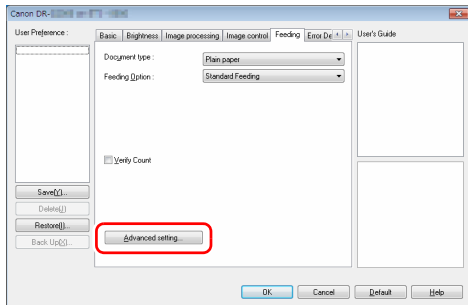 Canon DR-
User Preference :
Basic Brightness Image processing Image control Feeding Error De
User's Guide
Document type :
Plain paper
Feeding Option :
Standard Feeding
Verify Count
Save(Y)...
Delete(J)
Restore(I)...
Back Up(X)...
Advanced setting...
OK Cancel Default Help